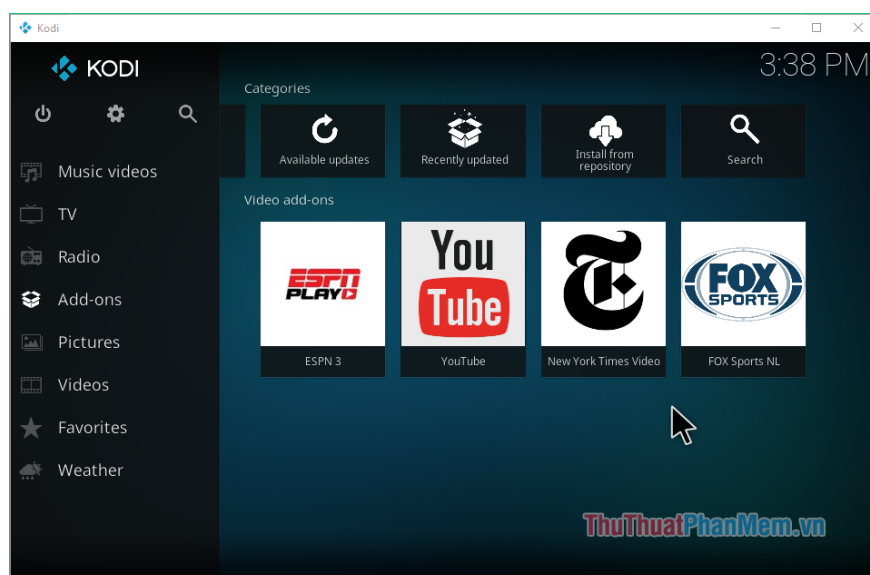 Kodi
KODI
3:38 PM
Categories
Available updates
Recently updated
Install from
repository
Search
Music videos
TV
Radio
Add-ons
Pictures
Videos
Favorites
Weather
Video add-ons
ESPN
PLAY
You
Tube
FOX
SPORTS
ESPN 3
YouTube
New York Times Video
FOX Sports NL
ThuThuatPhanMem.vn